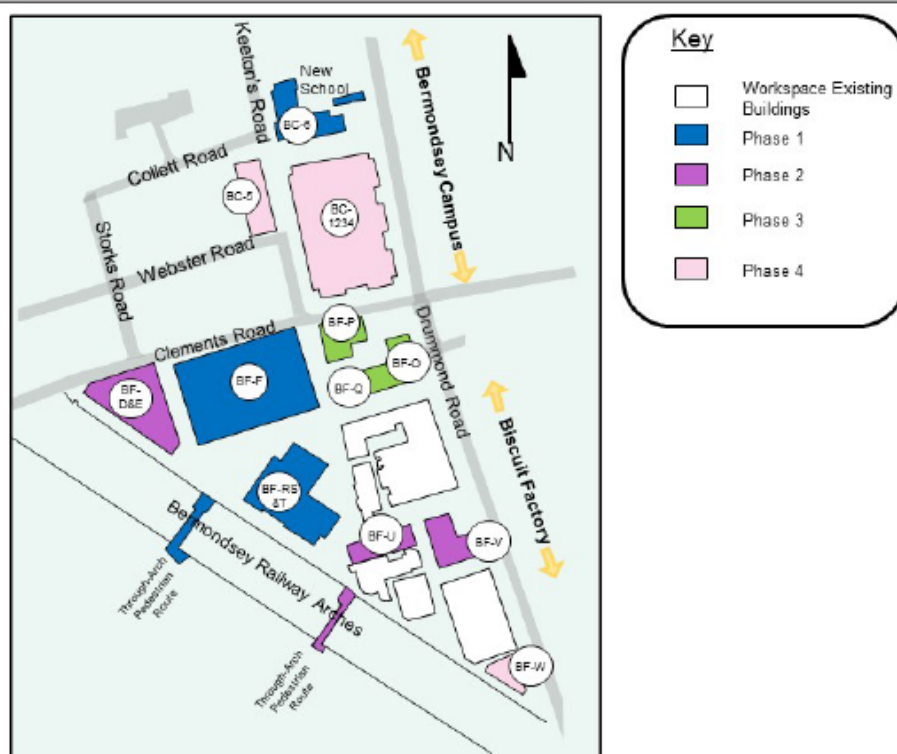 Keeton's Road
New
School
BC-6
Collett Road
BC-5
BC-
1234
Bermondsey Campus
N
Storks Road
Webster Road
Clements Road
BF-P
BF-O
BF-Q
Drummond Road
BF-
D&E
BF-F
BF-RS
&T
BF-U
BF-V
BF-W
Biscuit Factory
Bermondsey Railway Arches
Through-Arch
Pedestrian
Route
Through-Arch
Pedestrian
Route
Key
Workspace Existing
Buildings
Phase 1
Phase 2
Phase 3
Phase 4